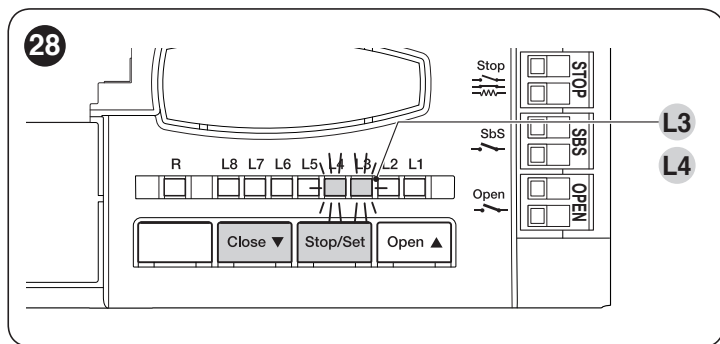 28
Stop
STOP
L3
SbS
SBS
L4
R L8 L7 L6 L5 L4 L3 L2 L1
Open
OPEN
Close ▼ Stop/Set Open ▲